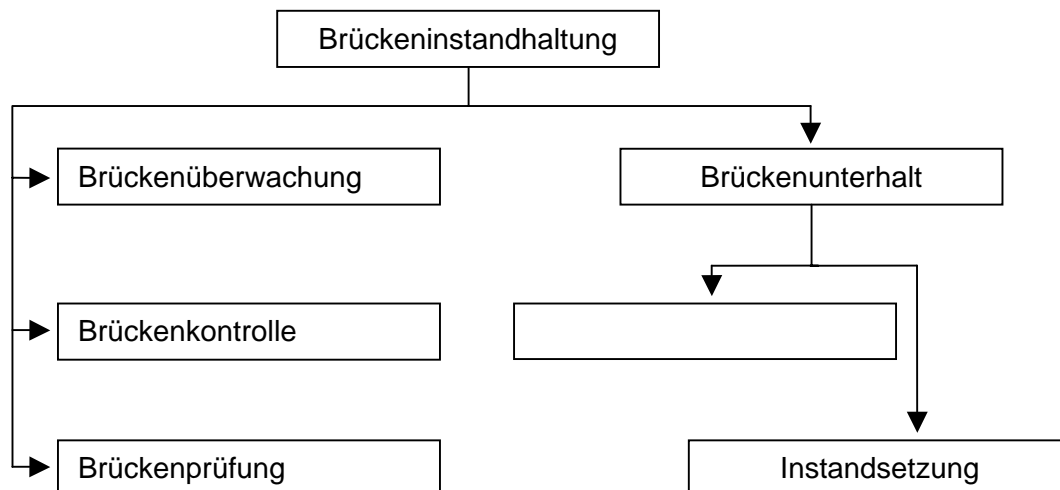 Brückeninstandhaltung
Brückenüberwachung
Brückenunterhalt
Brückenkontrolle
Brückenprüfung
Instandsetzung